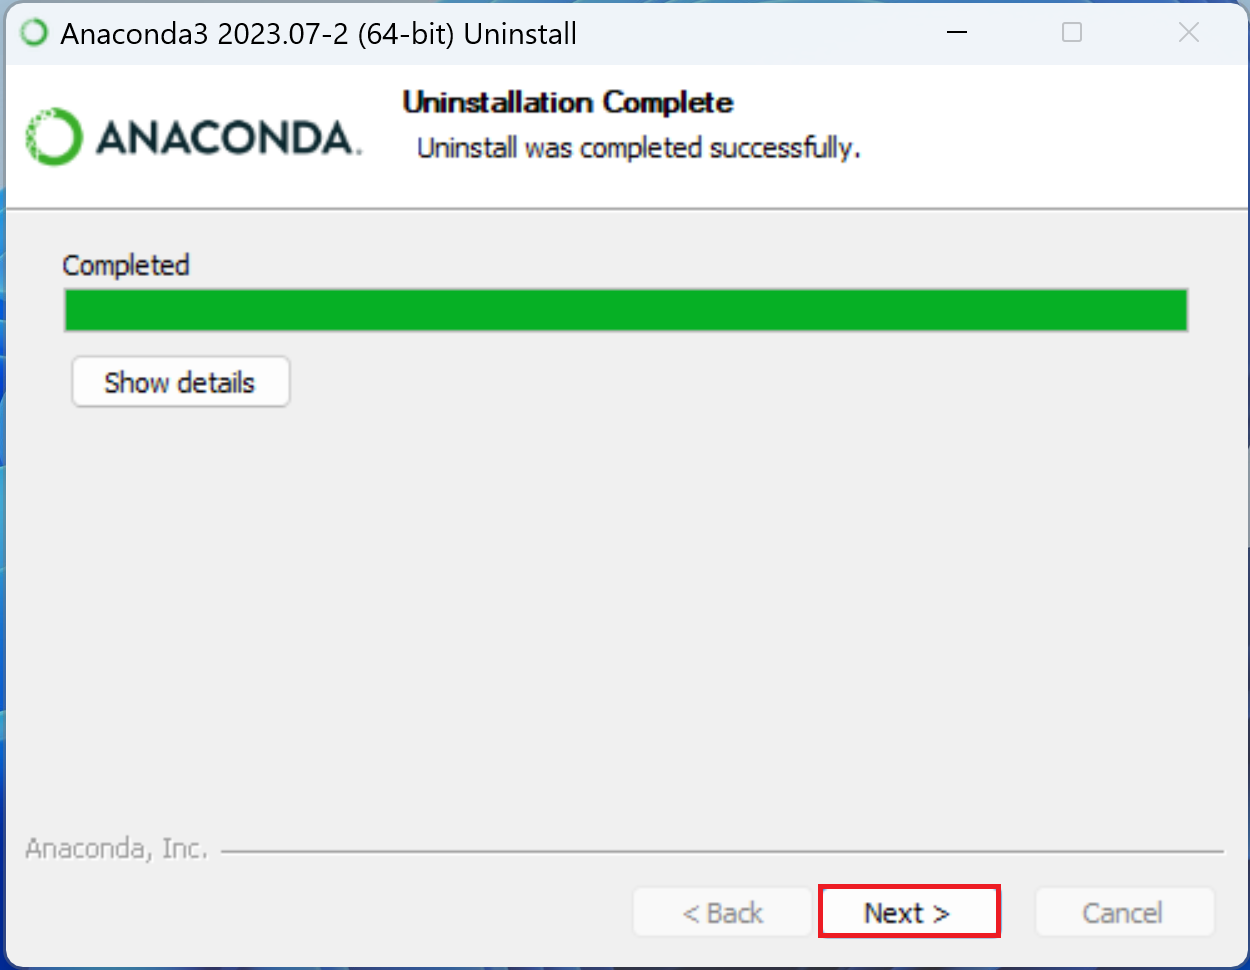 Anaconda3 2023.07-2 (64-bit) Uninstall
ANACONDA.
Uninstallation Complete
Uninstall was completed successfully.
Completed
Show details
Anaconda, Inc.
< Back
Next >
Cancel